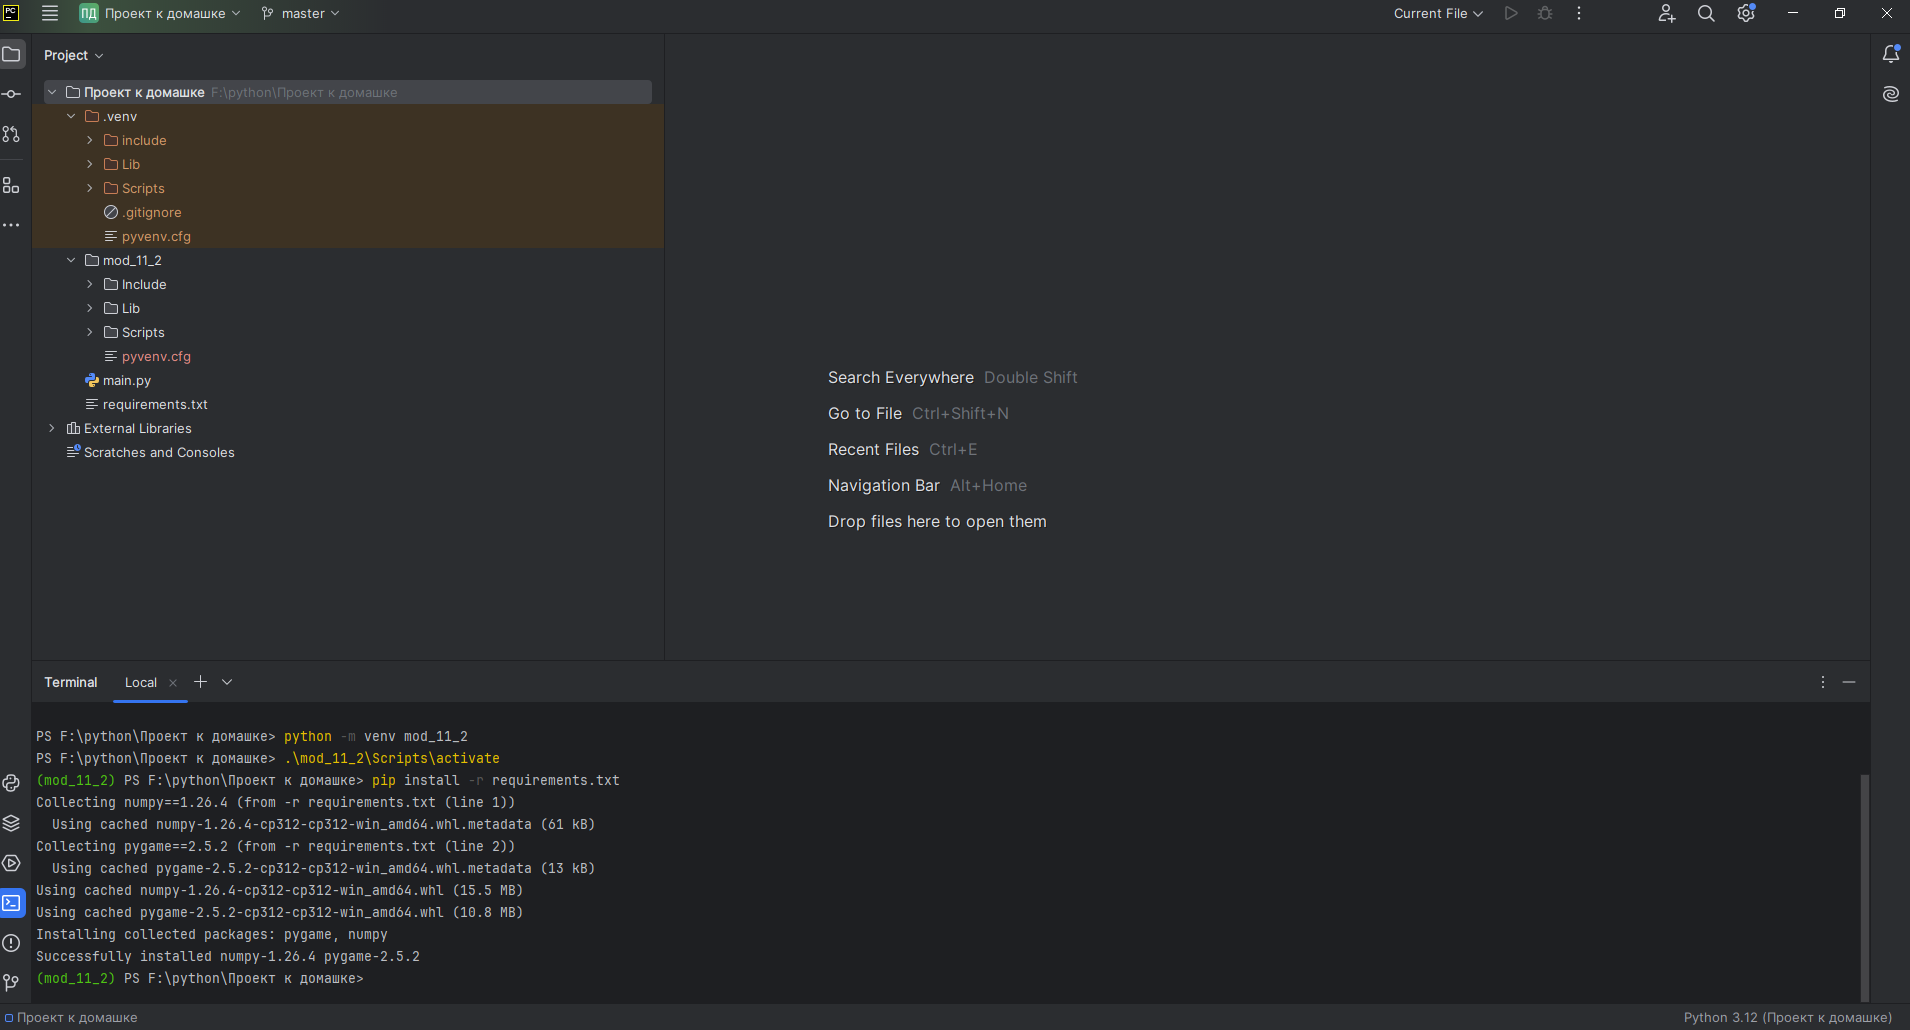 PC
ПД Проект к домашке
master
Current File
Project
Проект к домашке F:\python\Проект к домашке
.venv
include
Lib
Scripts
.gitignore
pyvenv.cfg
mod_11_2
Include
Lib
Scripts
pyvenv.cfg
main.py
requirements.txt
External Libraries
Scratches and Consoles
Search Everywhere Double Shift
Go to File Ctrl+Shift+N
Recent Files Ctrl+E
Navigation Bar Alt+Home
Drop files here to open them
Terminal Local
PS F:\python\Проект к домашке> python -m venv mod_11_2
PS F:\python\Проект к домашке> .\mod_11_2\Scripts\activate
(mod_11_2) PS F:\python\Проект к домашке> pip install -r requirements.txt
Collecting numpy==1.26.4 (from -r requirements.txt (line 1))
Using cached numpy-1.26.4-cp312-cp312-win_amd64.whl.metadata (61 kB)
Collecting pygame==2.5.2 (from -r requirements.txt (line 2))
Using cached pygame-2.5.2-cp312-cp312-win_amd64.whl.metadata (13 kB)
Using cached numpy-1.26.4-cp312-cp312-win_amd64.whl (15.5 MB)
Using cached pygame-2.5.2-cp312-cp312-win_amd64.whl (10.8 MB)
Installing collected packages: pygame, numpy
Successfully installed numpy-1.26.4 pygame-2.5.2
(mod_11_2) PS F:\python\Проект к домашке>
Проект к домашке
Python 3.12 (Проект к домашке)